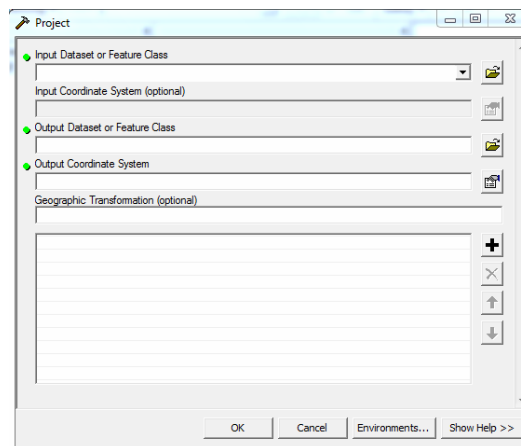 Project
Input Dataset or Feature Class
Input Coordinate System (optional)
Output Dataset or Feature Class
Output Coordinate System
Geographic Transformation (optional)
OK
Cancel
Environments...
Show Help >>